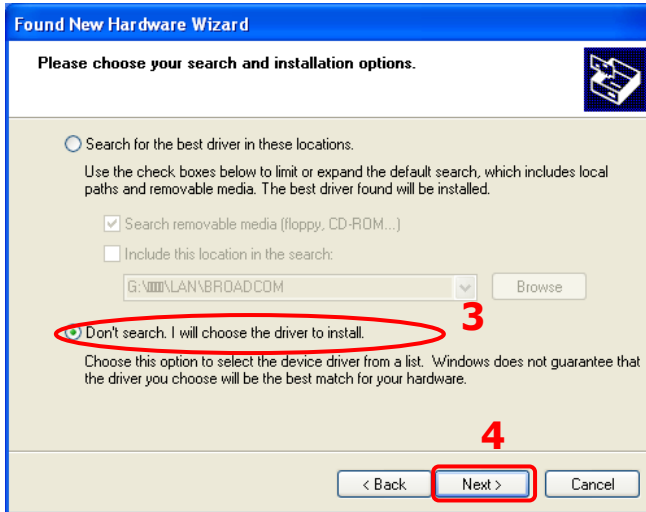 Found New Hardware Wizard
Please choose your search and installation options.
Search for the best driver in these locations.
Use the check boxes below to limit or expand the default search, which includes local
paths and removable media. The best driver found will be installed.
Search removable media (floppy, CD-ROM...)
Include this location in the search:
\LAN\BROADCOM
Browse
3
Don't search. I will choose the driver to install.
Choose this option to select the device driver from a list. Windows does not guarantee that
the driver you choose will be the best match for your hardware.
4
< Back
Next >
Cancel